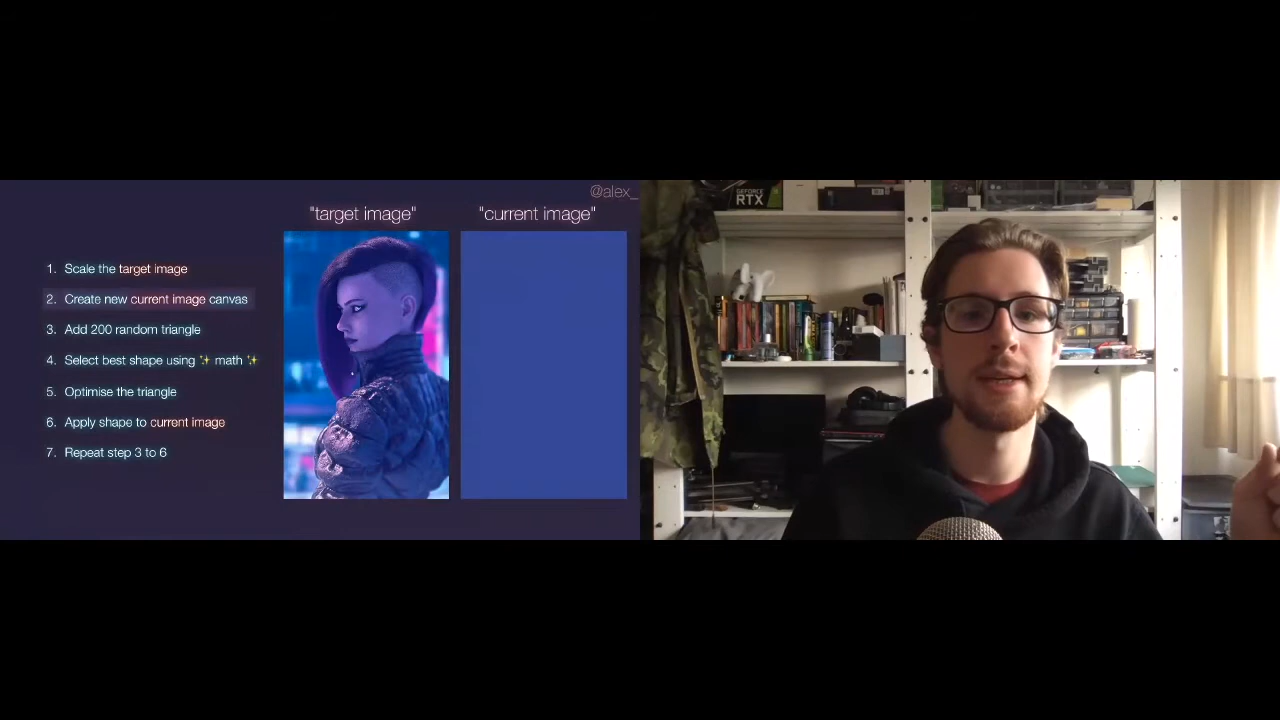 @alex_
"target image" "current image"
1. Scale the target image
2. Create new current image canvas
3. Add 200 random triangle
4. Select best shape using ✨ math ✨
5. Optimise the triangle
6. Apply shape to current image
7. Repeat step 3 to 6
GEFORCE
RTX